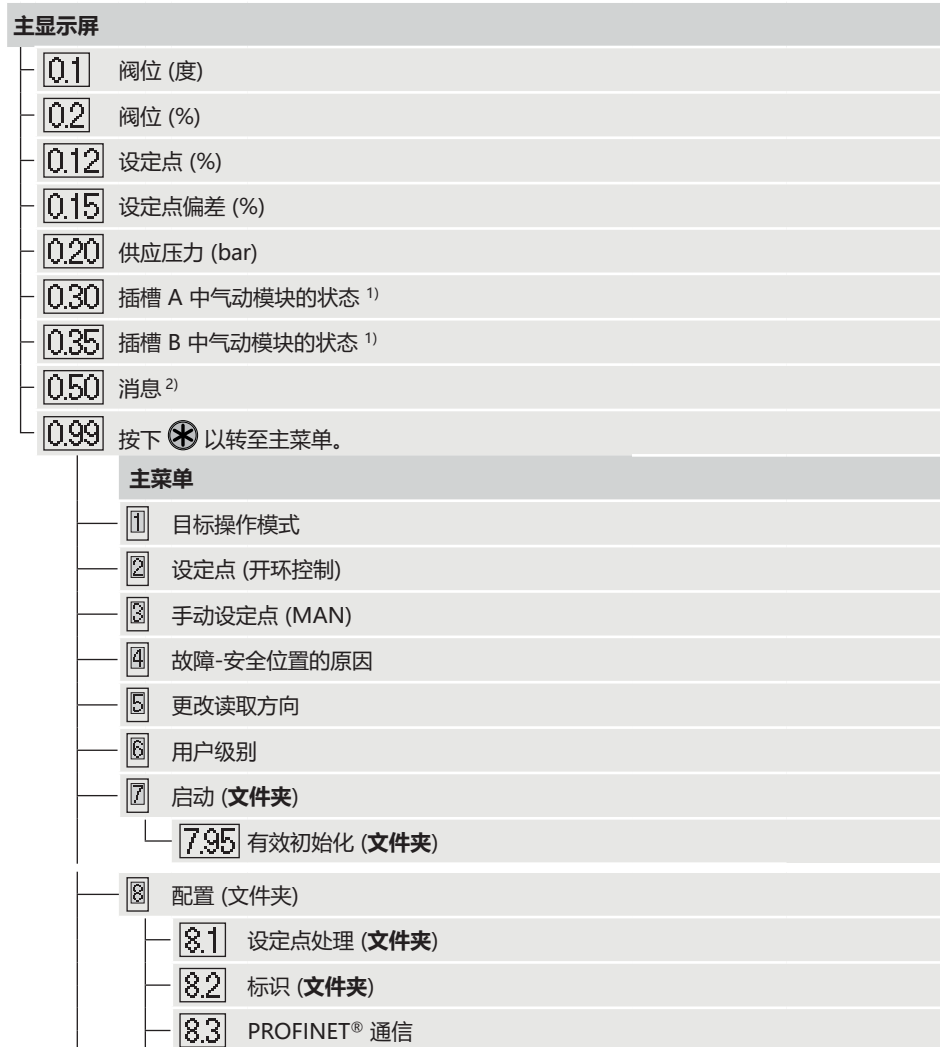 主显示屏
0.1 阀位 (度)
0.2 阀位 (%)
0.12 设定点 (%)
0.15 设定点偏差 (%)
0.20 供应压力 (bar)
0.30 插槽 A 中气动模块的状态 1)
0.35 插槽 B 中气动模块的状态 1)
0.50 消息 2)
0.99 按下 以转至主菜单。
主菜单
1 目标操作模式
2 设定点 (开环控制)
3 手动设定点 (MAN)
4 故障-安全位置的原因
5 更改读取方向
6 用户级别
7 启动 (文件夹)
7.95 有效初始化 (文件夹)
8 配置 (文件夹)
8.1 设定点处理 (文件夹)
8.2 标识 (文件夹)
8.3 PROFINET® 通信